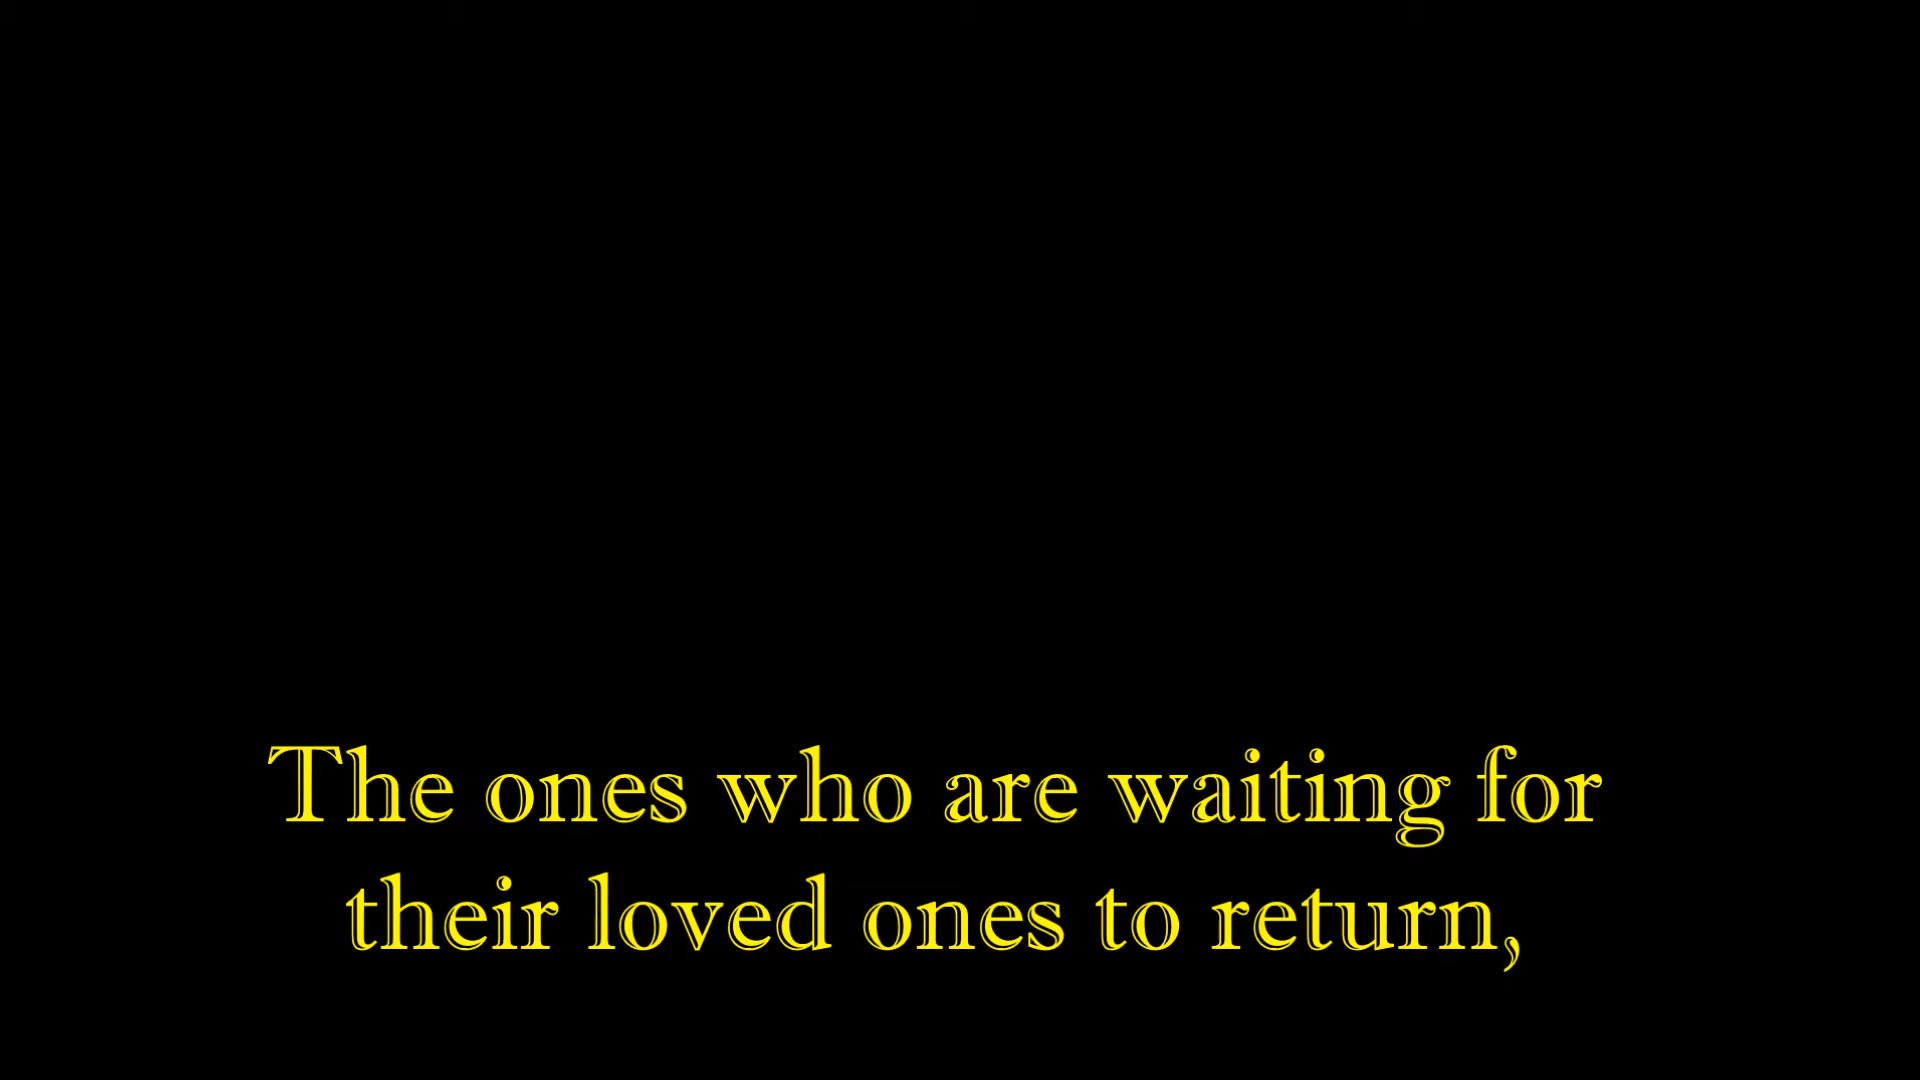 The ones who are waiting for
their loved ones to return,